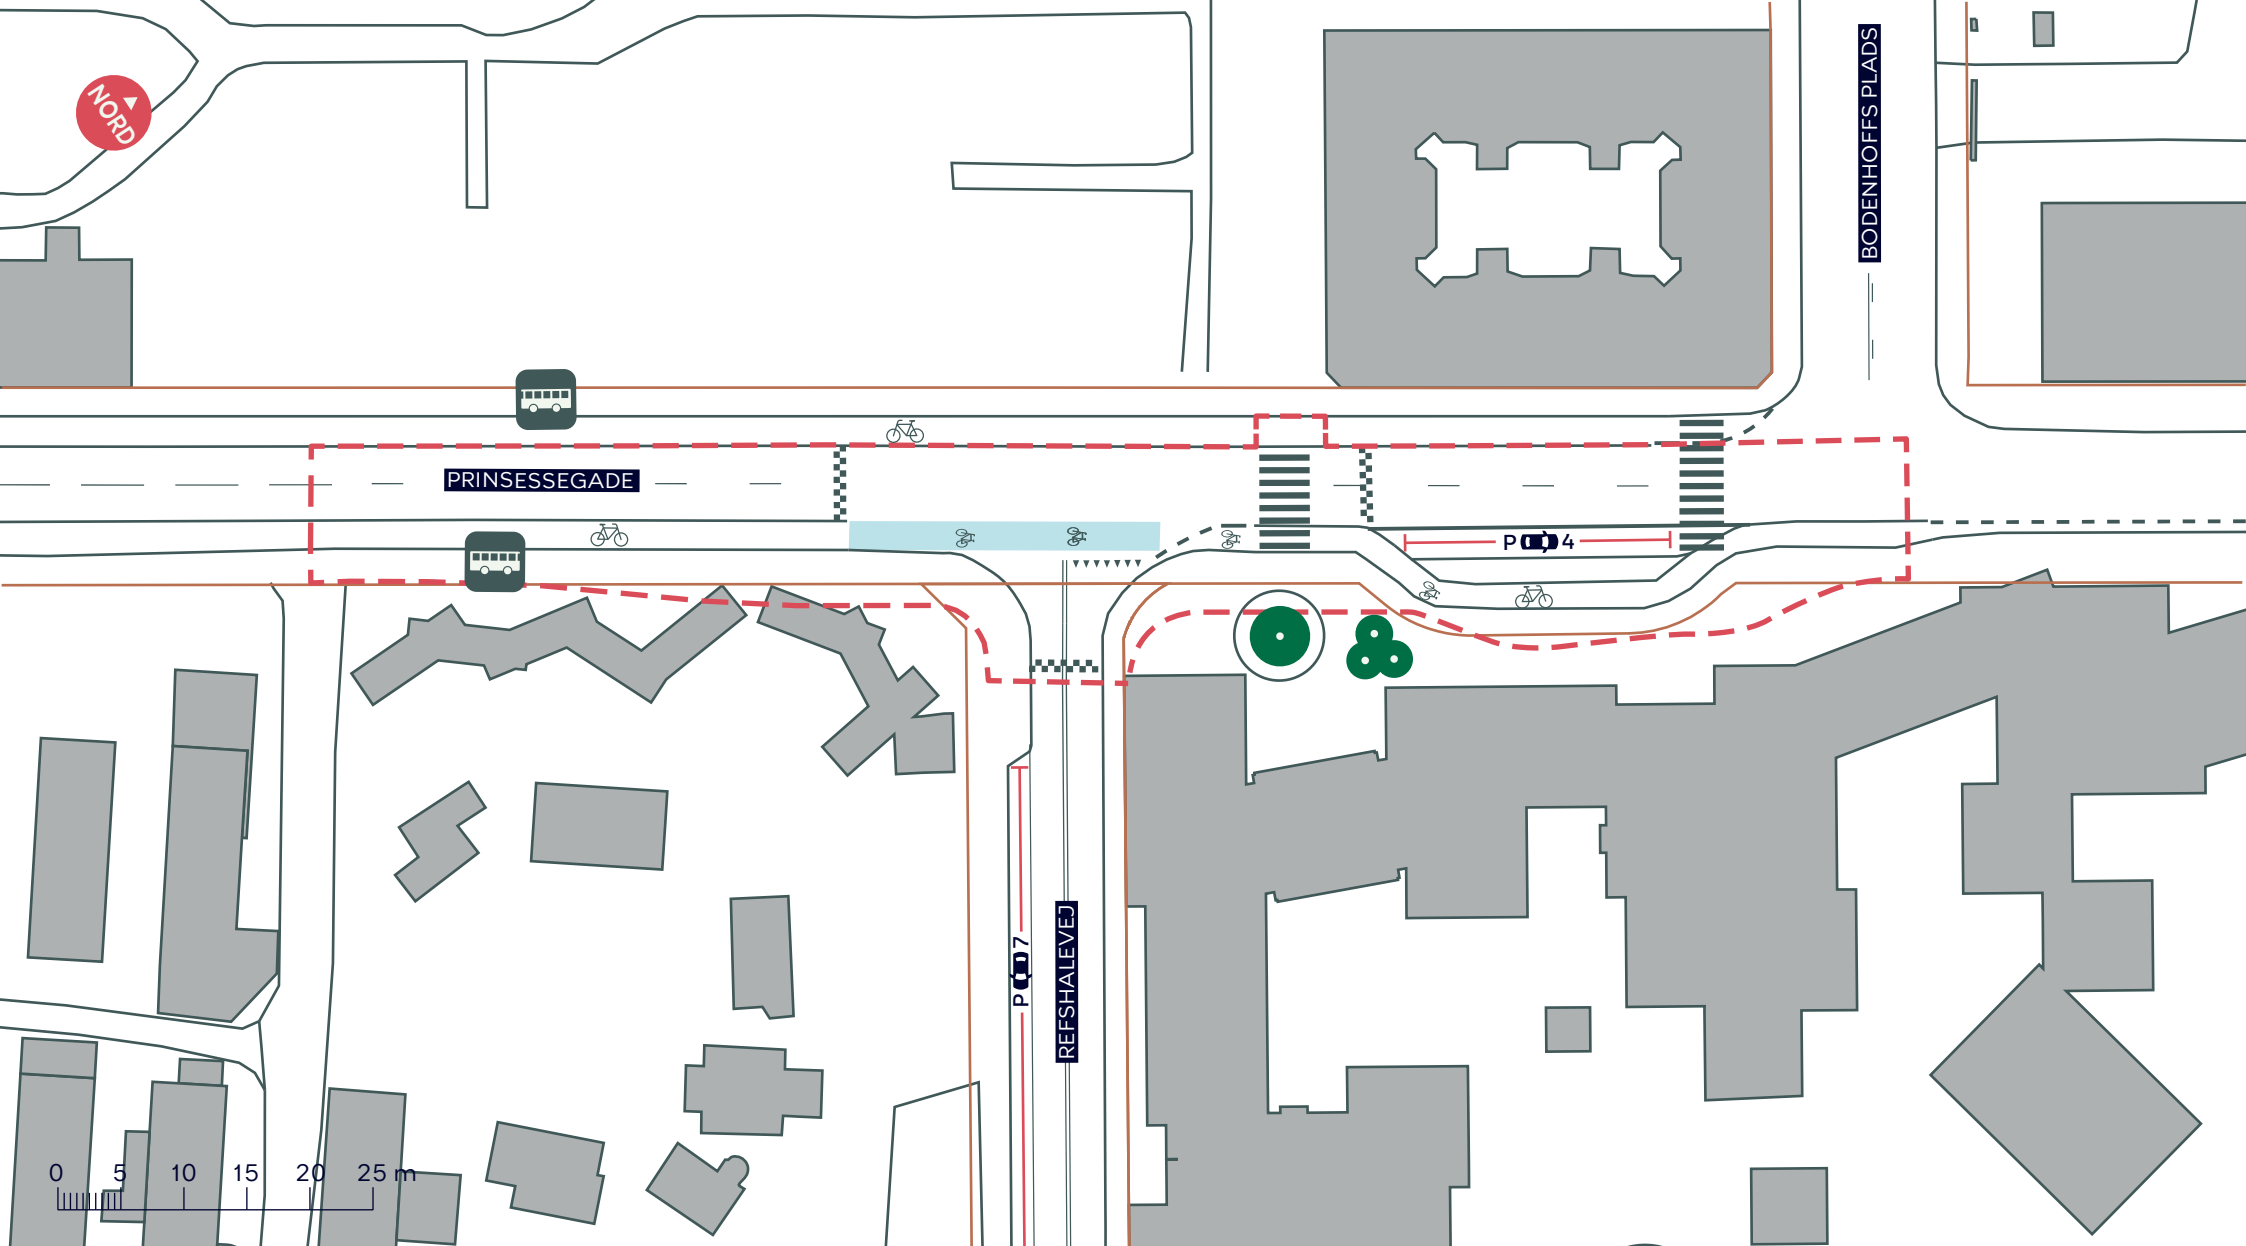 NORD
BODENHOFFS PLADS
PRINSESSEGADE
P 4
P 7
REFSHALEVEJ
0 5 10 15 20 25 m